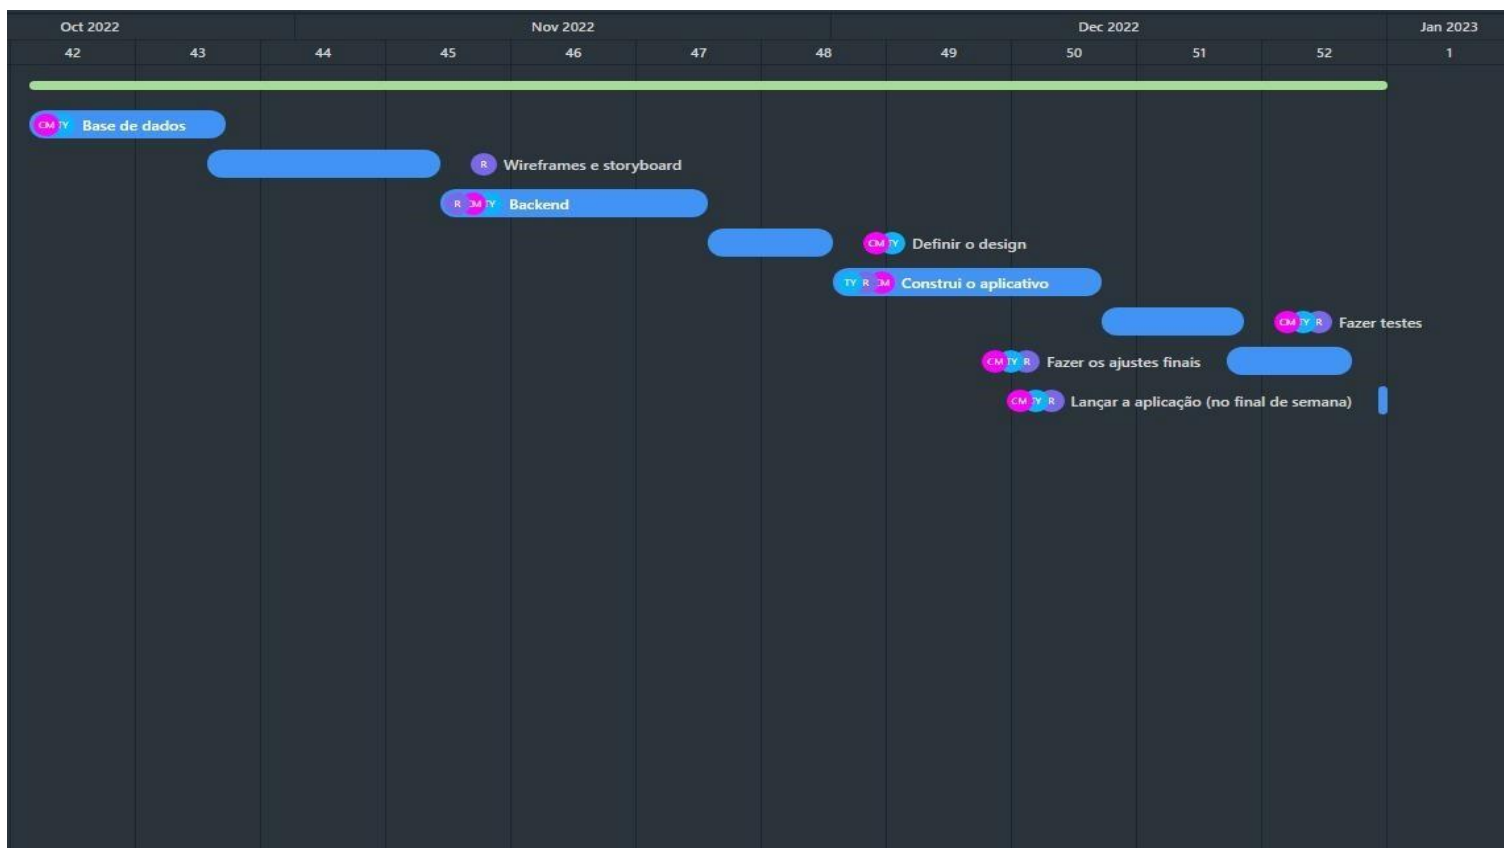 Oct 2022 Nov 2022 Dec 2022 Jan 2023
42 43 44 45 46 47 48 49 50 51 52 1
CM TY Base de dados
R Wireframes e storyboard
R CM TY Backend
CM TY Definir o design
TY R CM Construi o aplicativo
CM TY R Fazer testes
CM TY R Fazer os ajustes finais
CM TY R Lançar a aplicação (no final de semana)